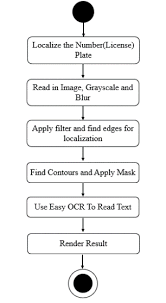 Localize the Number(License)
Plate
Read in Image, Grayscale and
Blur
Apply filter and find edges for
localization
Find Contours and Apply Mask
Use Easy OCR To Read Text
Render Result